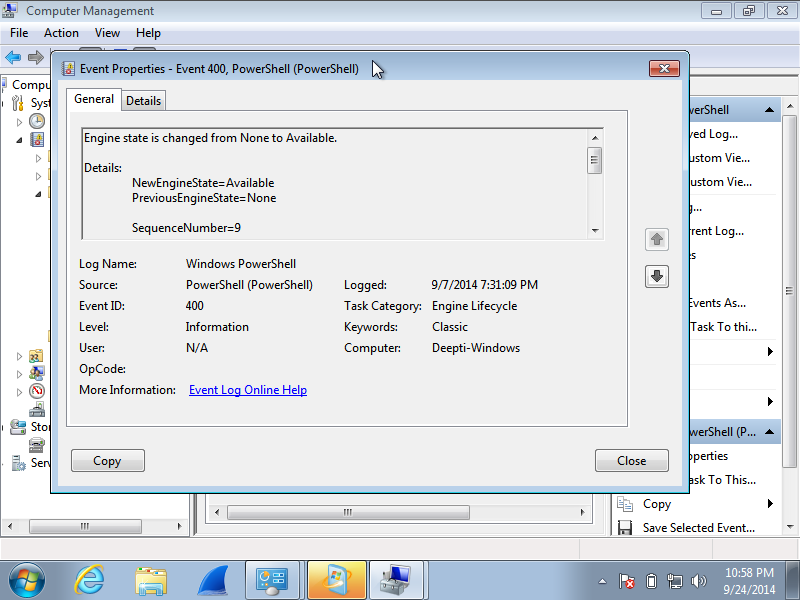 Computer Management
File Action View Help
Event Properties - Event 400, PowerShell (PowerShell)
General Details
Engine state is changed from None to Available.
Details:
NewEngineState=Available
PreviousEngineState=None
SequenceNumber=9
Log Name: Windows PowerShell
Source: PowerShell (PowerShell) Logged: 9/7/2014 7:31:09 PM
Event ID: 400 Task Category: Engine Lifecycle
Level: Information Keywords: Classic
User: N/A Computer: Deepti-Windows
OpCode:
More Information: Event Log Online Help
Copy Close
Compu
Sys
Sto
Serv
werShell
ved Log...
ustom Vie...
ustom Vie...
g...
rrent Log...
s
Events As...
Task To thi...
werShell (P...
operties
ask To This...
Copy
Save Selected Event...
10:58 PM
9/24/2014